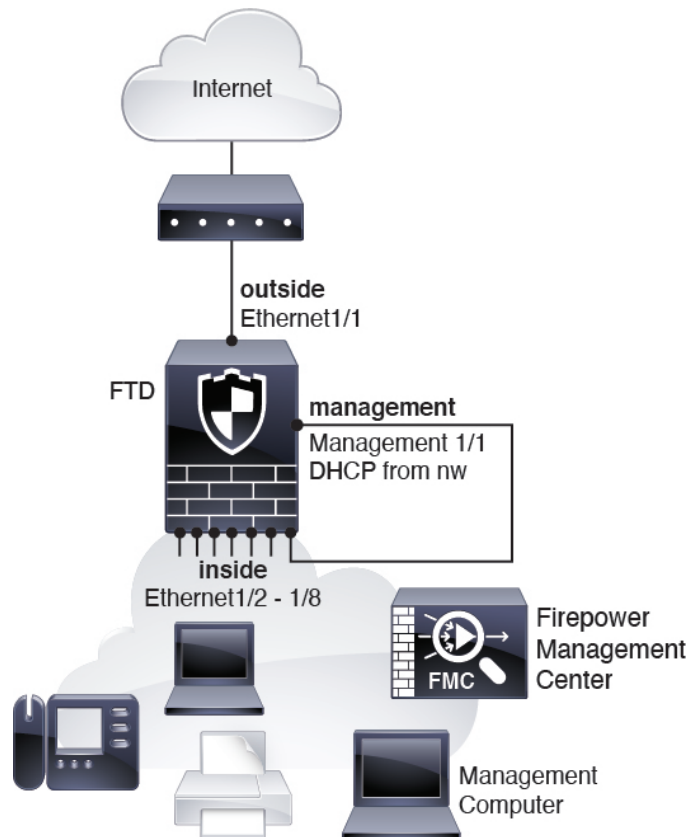 Internet
outside
Ethernet1/1
FTD
management
Management 1/1
DHCP from nw
inside
Ethernet1/2 - 1/8
FMC
Firepower
Management
Center
Management
Computer